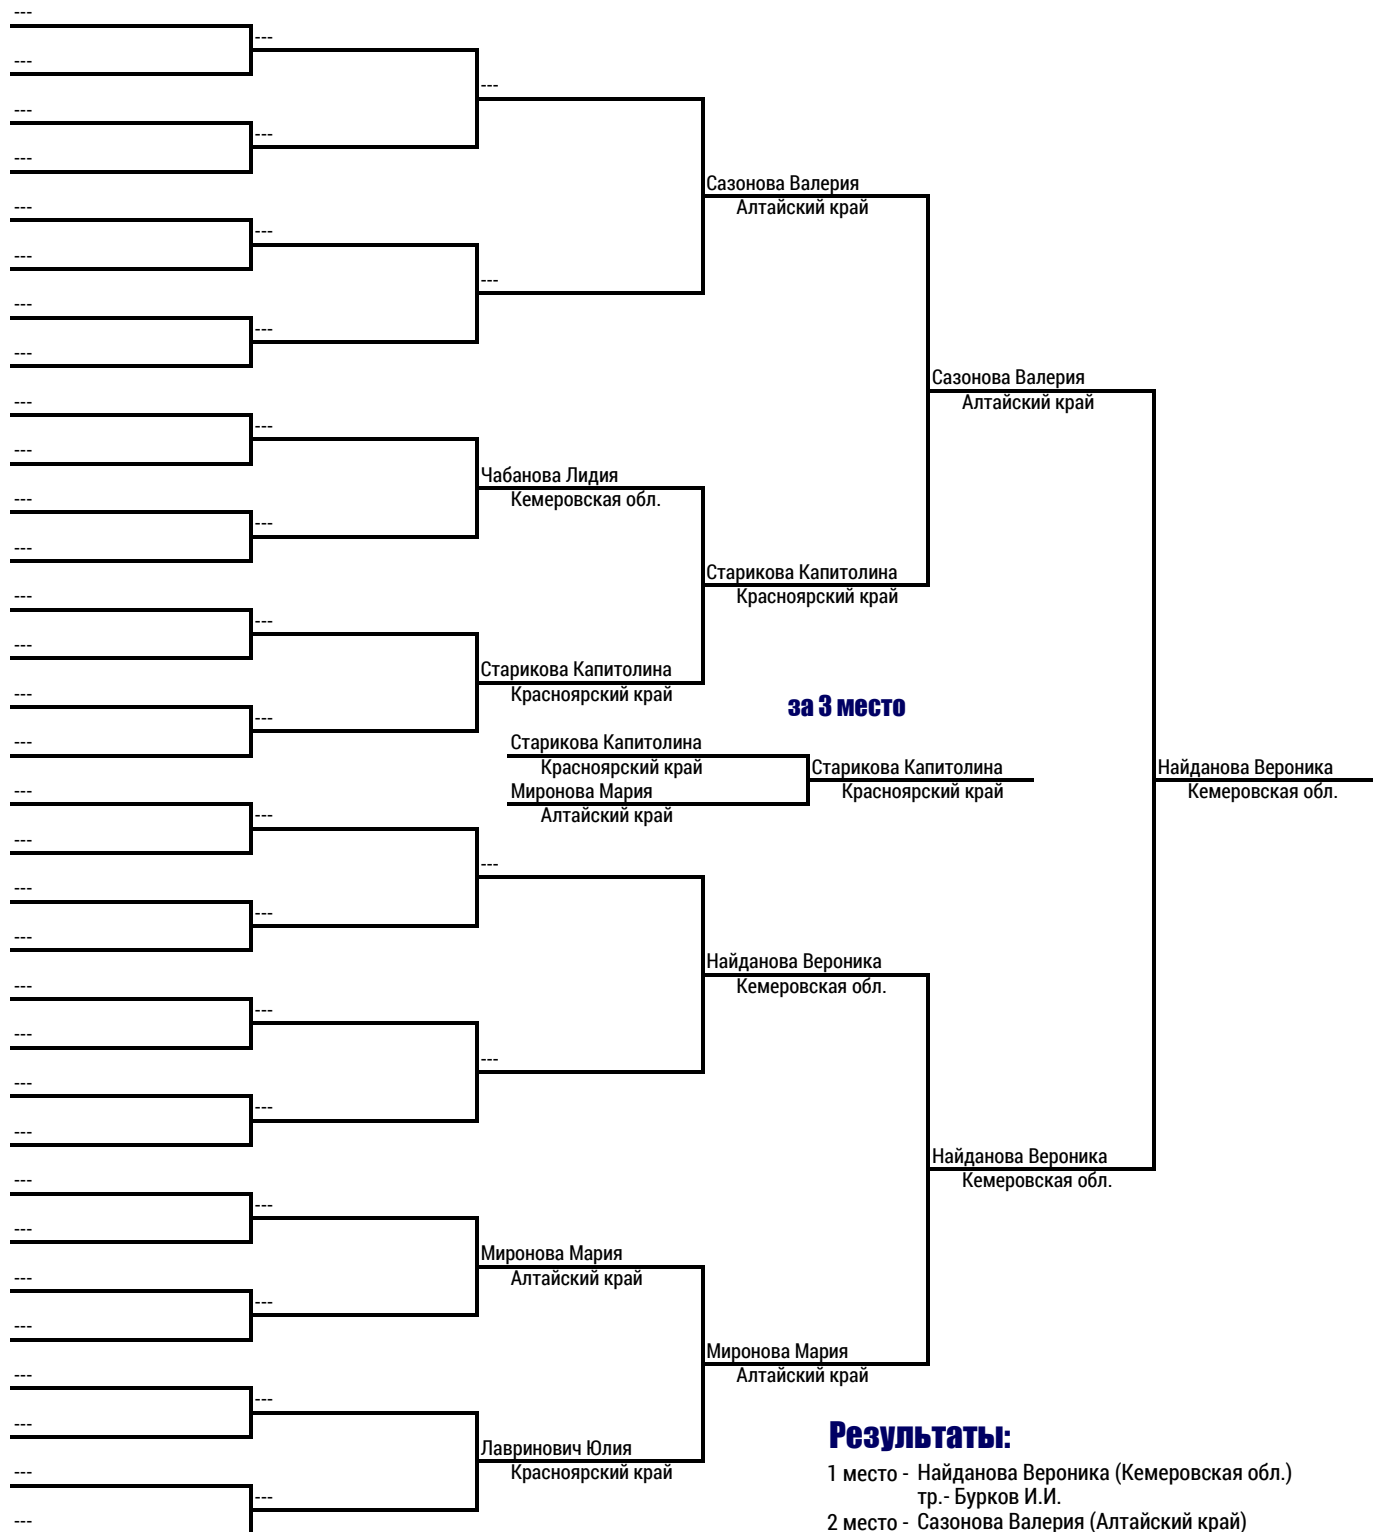 ---
---
---
---
---
---
---
Сазонова Валерия
Алтайский край
---
---
---
---
---
---
---
---
Сазонова Валерия
Алтайский край
---
---
---
Чабанова Лидия
Кемеровская обл.
---
---
---
Старикова Капитолина
Красноярский край
---
---
---
Старикова Капитолина
Красноярский край
---
---
---
за 3 место
Старикова Капитолина
Красноярский край
Миронова Мария
Алтайский край
Старикова Капитолина
Красноярский край
Найданова Вероника
Кемеровская обл.
---
---
---
---
---
---
---
Найданова Вероника
Кемеровская обл.
---
---
---
---
---
---
---
Найданова Вероника
Кемеровская обл.
---
---
---
Миронова Мария
Алтайский край
---
---
---
Миронова Мария
Алтайский край
---
---
---
Лавринович Юлия
Красноярский край
---
---
---
Результаты:
1 место - Найданова Вероника (Кемеровская обл.)
тр.- Бурков И.И.
2 место - Сазонова Валерия (Алтайский край)